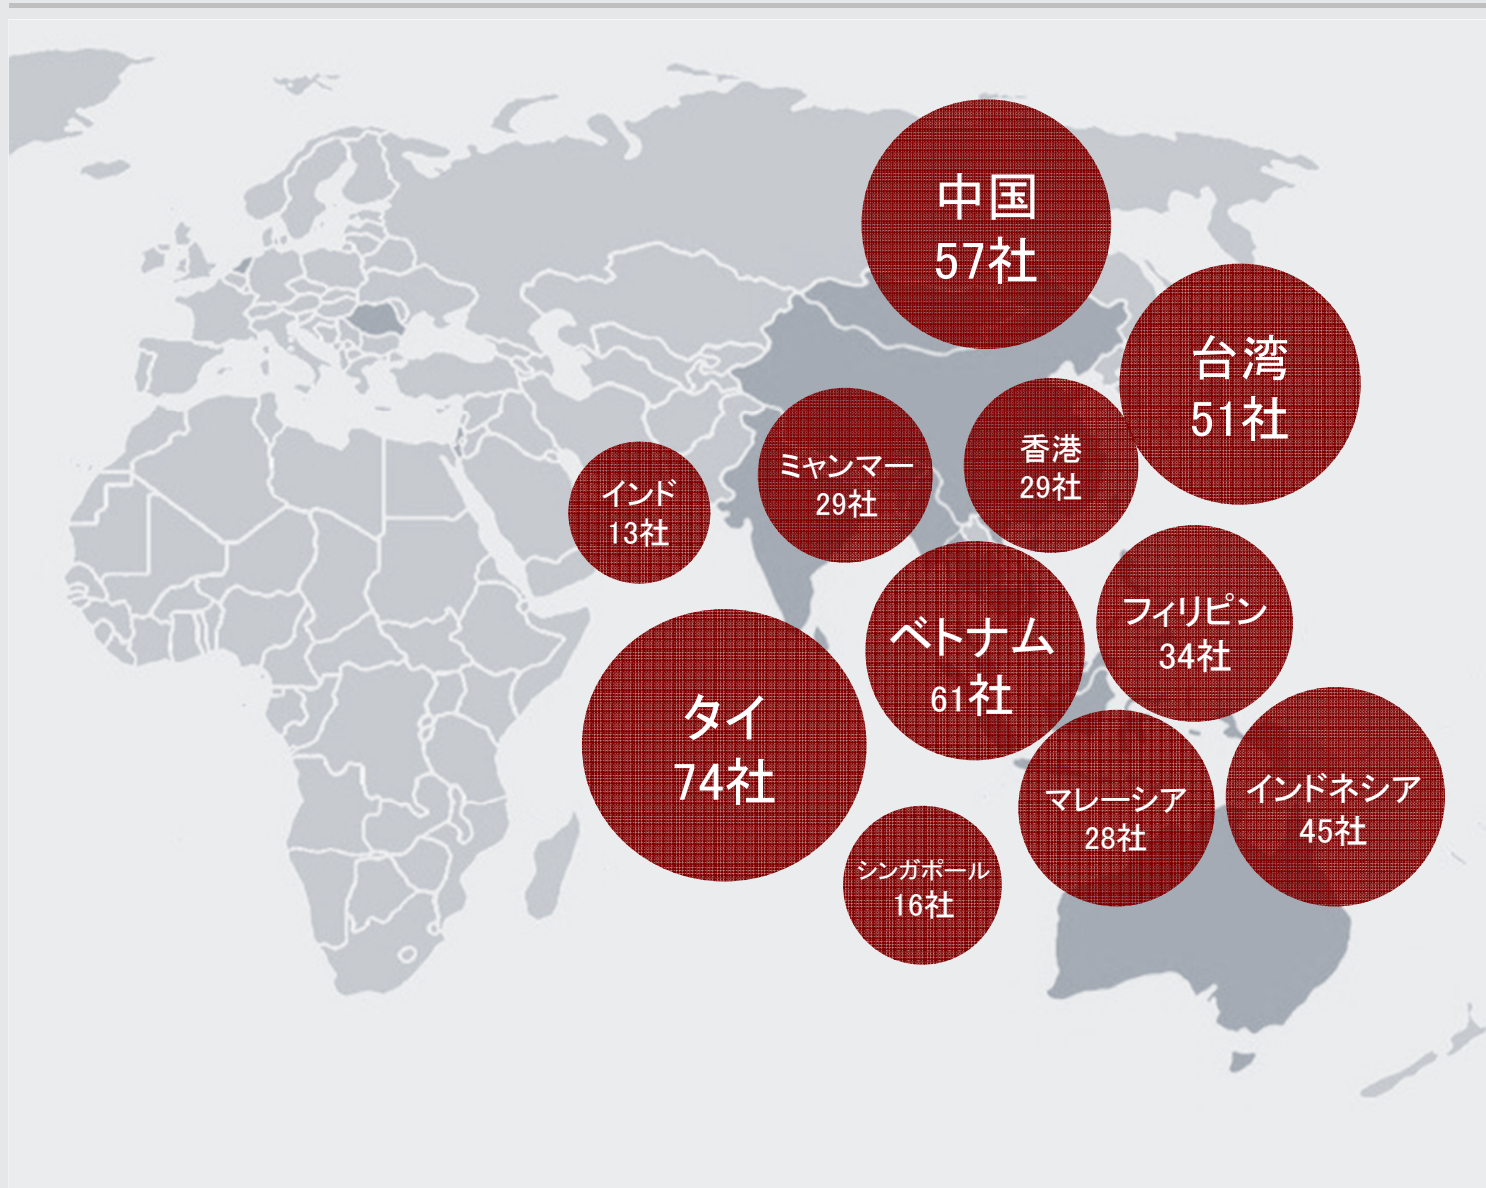 中国
57社
台湾
51社
香港
29社
ミャンマー
29社
インド
13社
ベトナム
61社
フィリピン
34社
タイ
74社
マレーシア
28社
インドネシア
45社
シンガポール
16社